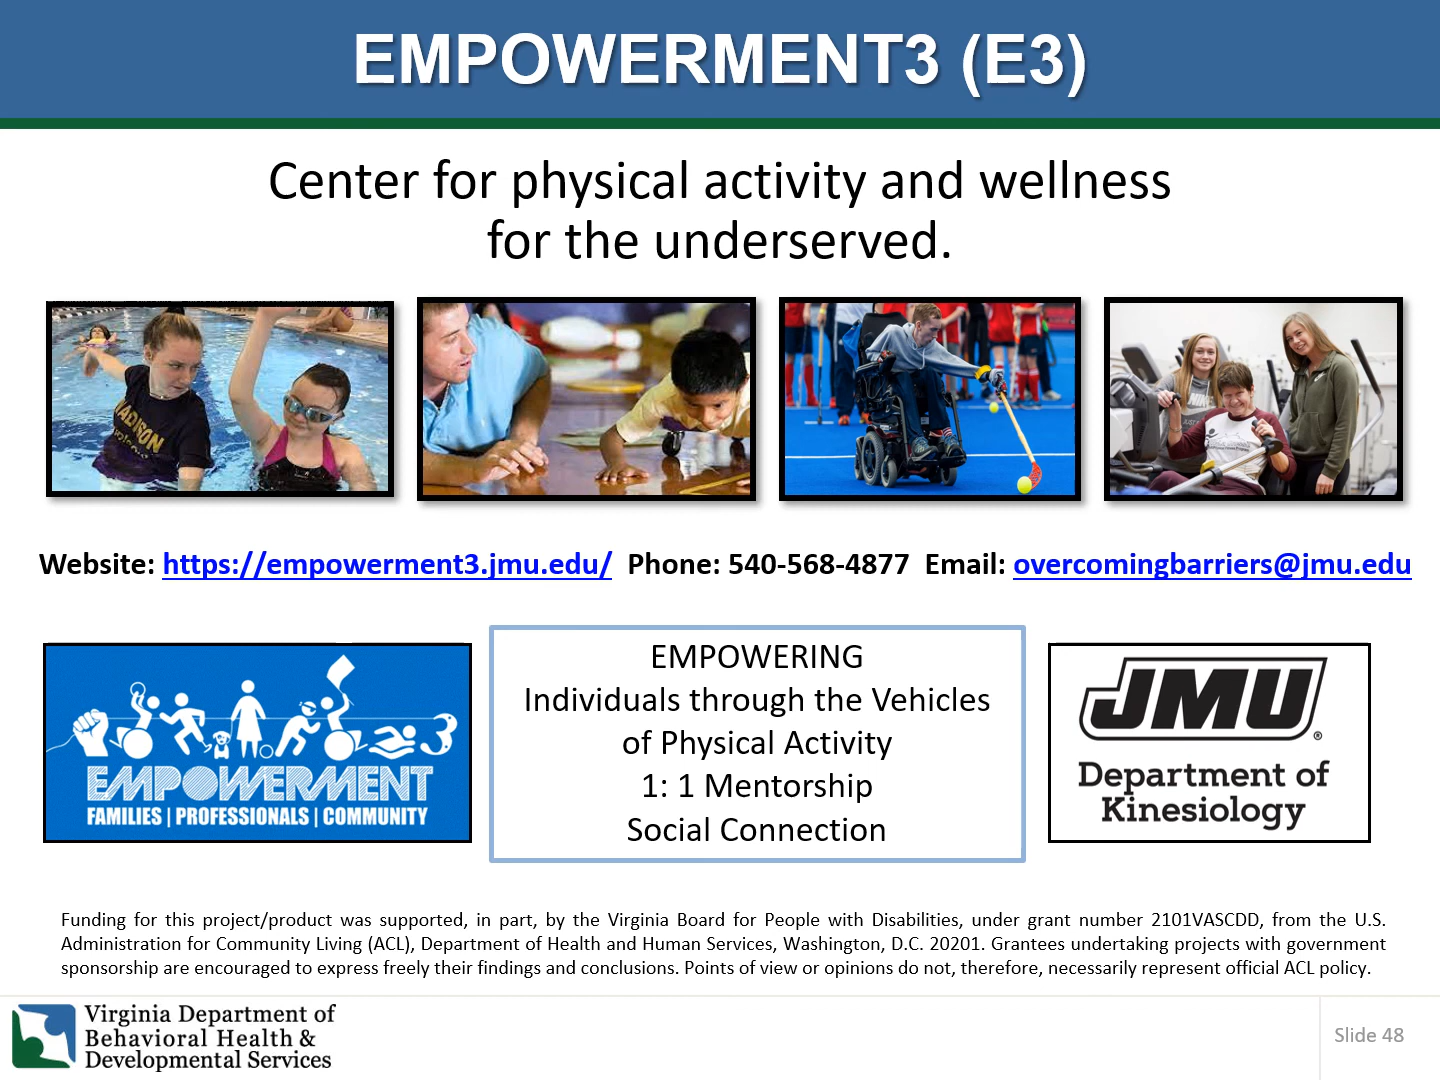 EMPOWERMENT3 (E3)
Center for physical activity and wellness
for the underserved.
MADISON
Website: https://empowerment3.jmu.edu/ Phone: 540-568-4877 Email: overcomingbarriers@jmu.edu
3
EMPOWERMENT
FAMILIES | PROFESSIONALS | COMMUNITY
EMPOWERING
Individuals through the Vehicles
of Physical Activity
1: 1 Mentorship
Social Connection
JMU®
Department of
Kinesiology
Funding for this project/product was supported, in part, by the Virginia Board for People with Disabilities, under grant number 2101VASCDD, from the U.S.
Administration for Community Living (ACL), Department of Health and Human Services, Washington, D.C. 20201. Grantees undertaking projects with government
sponsorship are encouraged to express freely their findings and conclusions. Points of view or opinions do not, therefore, necessarily represent official ACL policy.
Virginia Department of
Behavioral Health &
Developmental Services
Slide 48